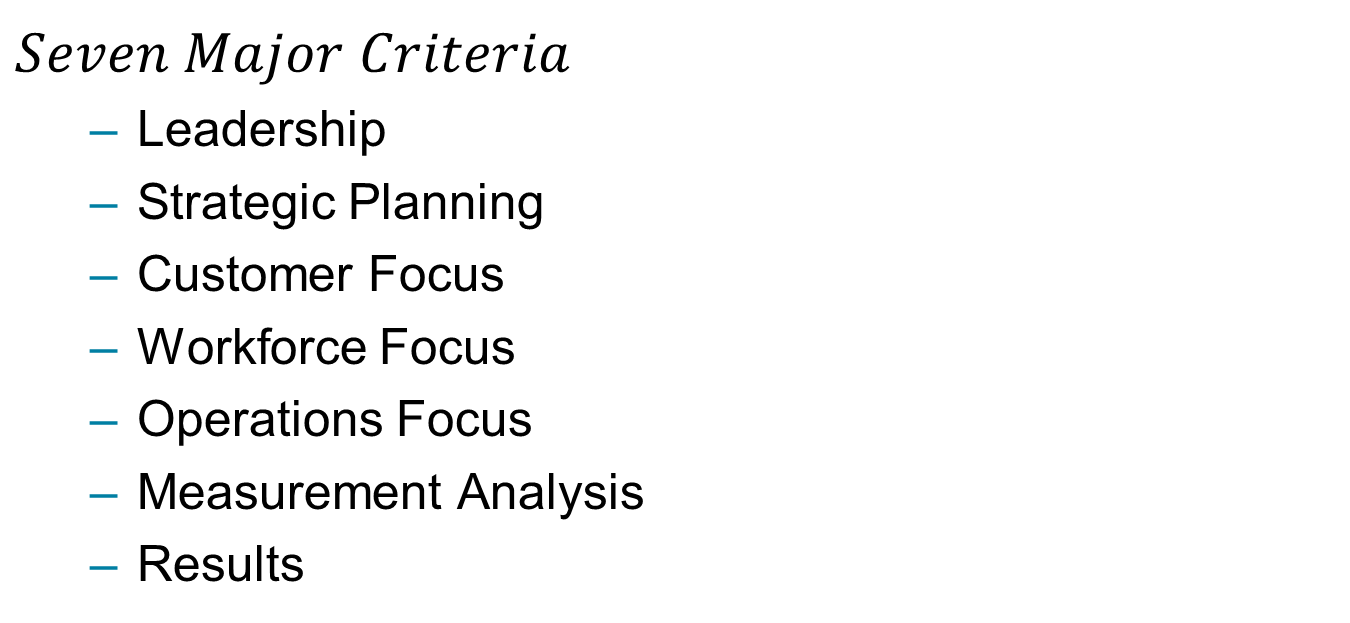 Seven Major Criteria
– Leadership
– Strategic Planning
– Customer Focus
– Workforce Focus
– Operations Focus
– Measurement Analysis
– Results